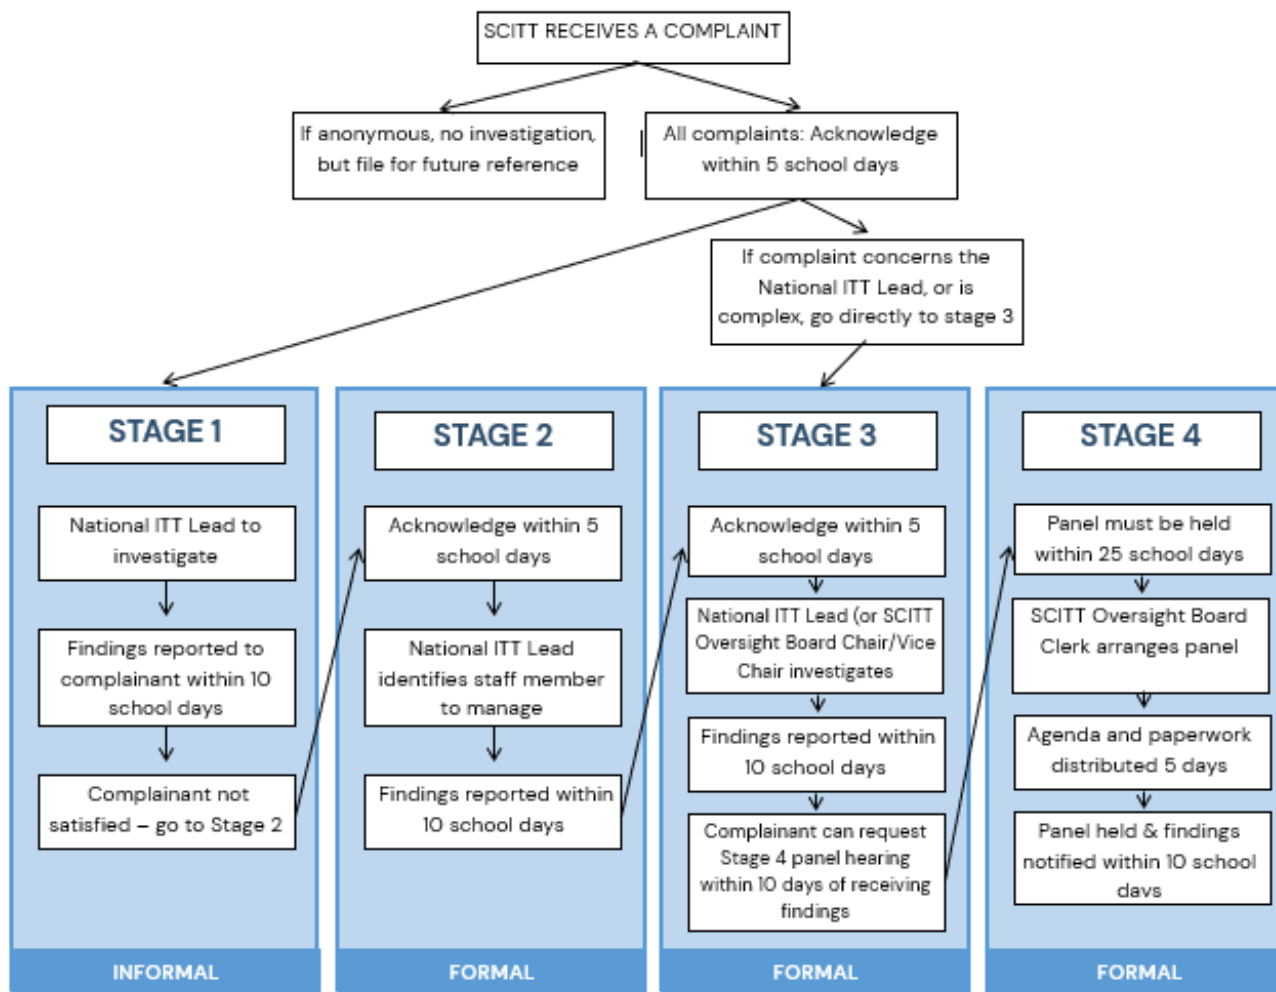 SCITT RECEIVES A COMPLAINT
If anonymous, no investigation,
but file for future reference
All complaints: Acknowledge
within 5 school days
If complaint concerns the
National ITT Lead, or is
complex, go directly to stage 3
STAGE 1
National ITT Lead to
investigate
Findings reported to
complainant within 10
school days
Complainant not
satisfied – go to Stage 2
INFORMAL
STAGE 2
Acknowledge within 5
school days
National ITT Lead
identifies staff member
to manage
Findings reported within
10 school days
FORMAL
STAGE 3
Acknowledge within 5
school days
National ITT Lead (or SCITT
Oversight Board Chair/Vice
Chair investigates
Findings reported within
10 school days
Complainant can request
Stage 4 panel hearing
within 10 days of receiving
findings
FORMAL
STAGE 4
Panel must be held
within 25 school days
SCITT Oversight Board
Clerk arranges panel
Agenda and paperwork
distributed 5 days
Panel held & findings
notified within 10 school
days
FORMAL